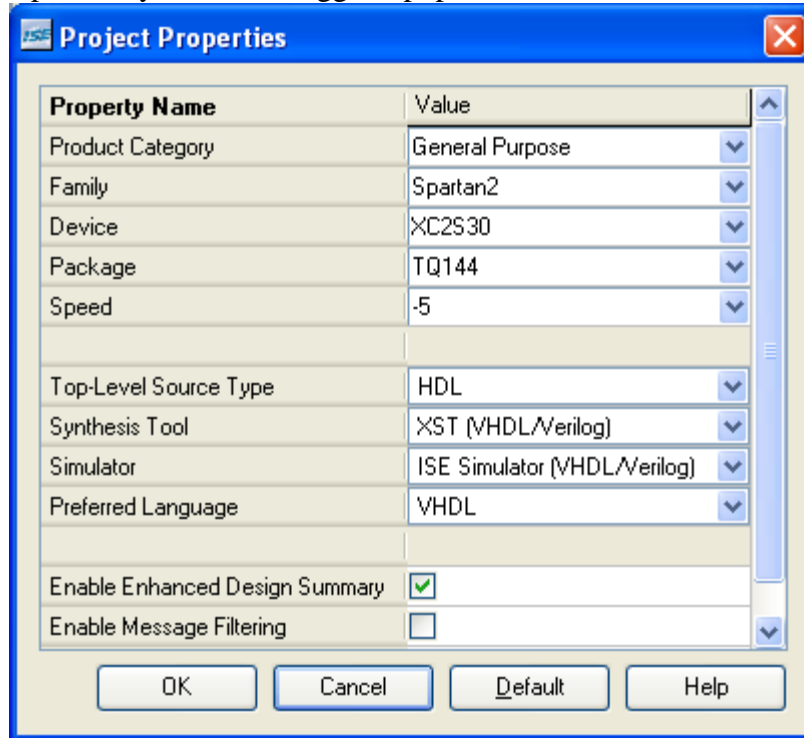 ISE Project Properties
Property Name Value
Product Category General Purpose
Family Spartan2
Device XC2S30
Package TQ144
Speed -5
Top-Level Source Type HDL
Synthesis Tool XST (VHDL/Verilog)
Simulator ISE Simulator (VHDL/Verilog)
Preferred Language VHDL
Enable Enhanced Design Summary
Enable Message Filtering
OK Cancel Default Help